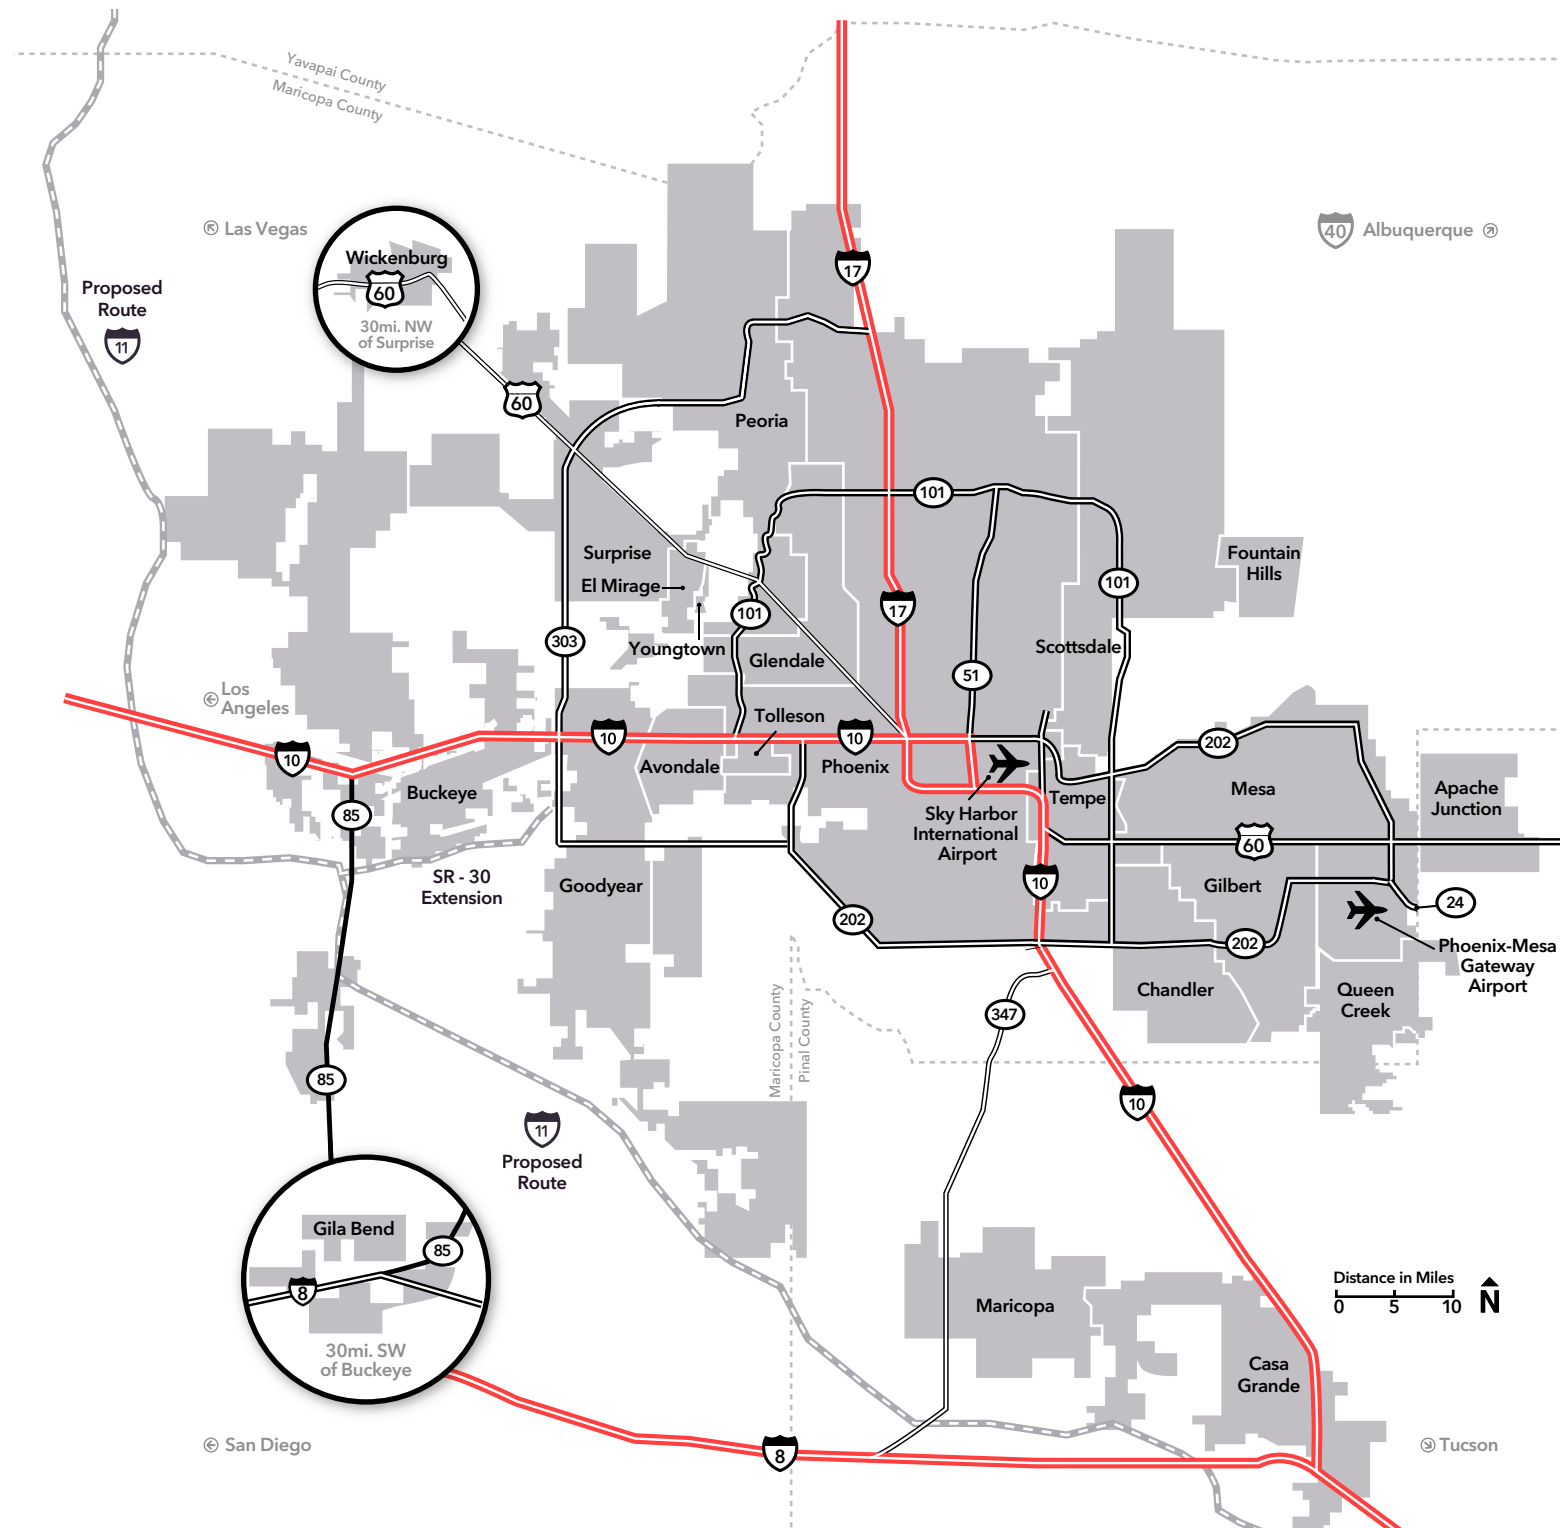 Yavapai County
Maricopa County
Las Vegas
40
Albuquerque
Wickenburg
60
30mi. NW
of Surprise
17
Proposed
Route
11
60
Peoria
101
Surprise
El Mirage
Fountain
Hills
101
101
17
303
Youngtown
Glendale
Scottsdale
51
Los
Angeles
Tolleson
10
10
10
202
Avondale
Phoenix
Buckeye
85
Sky Harbor
International
Airport
Tempe
Mesa
Apache
Junction
60
SR - 30
Extension
Goodyear
10
Gilbert
24
202
202
Phoenix-Mesa
Gateway
Airport
Chandler
Queen
Creek
347
Maricopa County
Pinal County
85
10
11
Proposed
Route
Gila Bend
85
8
30mi. SW
of Buckeye
Maricopa
Distance in Miles
0 5 10
N
Casa
Grande
San Diego
8
Tucson